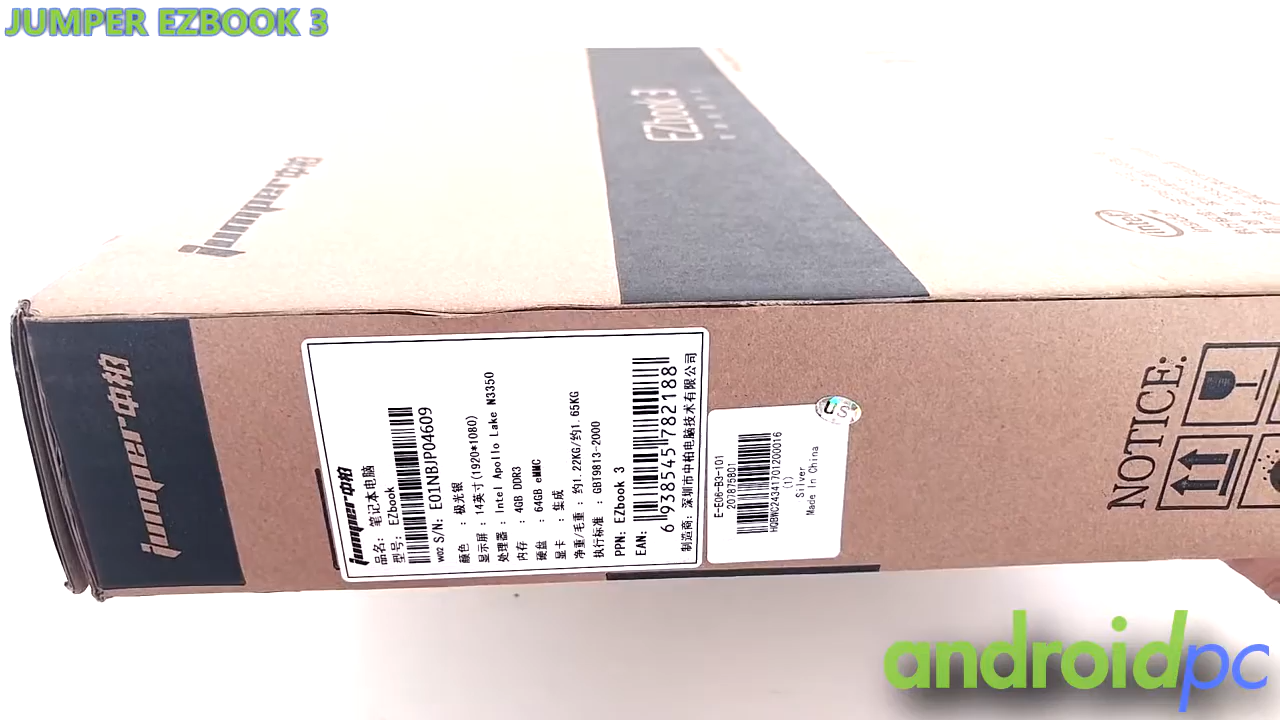 JUMPER EZBOOK 3
EZbook 3
jumper中柏
intel
jumper中柏
jumper中柏
品名: 笔记本电脑
型号: EZbook
W02 S/N: E01NBJP04609
颜色 : 极光银
显示屏 : 14英寸(1920*1080)
处理器 : Intel Apollo Lake N3350
内存 : 4GB DDR3
硬盘 : 64GB eMMC
显卡 : 集成
净重/毛重 : 约1.22KG/约1.65KG
执行标准 : GBT9813-2000
PPN: EZbook 3
EAN:
6938545782188
制造商: 深圳市中柏电脑技术有限公司
E-E06-B3-101
201875801
HQBWC2434170120000016
(1)
Silver
Made In China
US
NOTICE:
androidpc